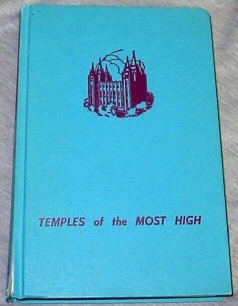 TEMPLES of the MOST HIGH